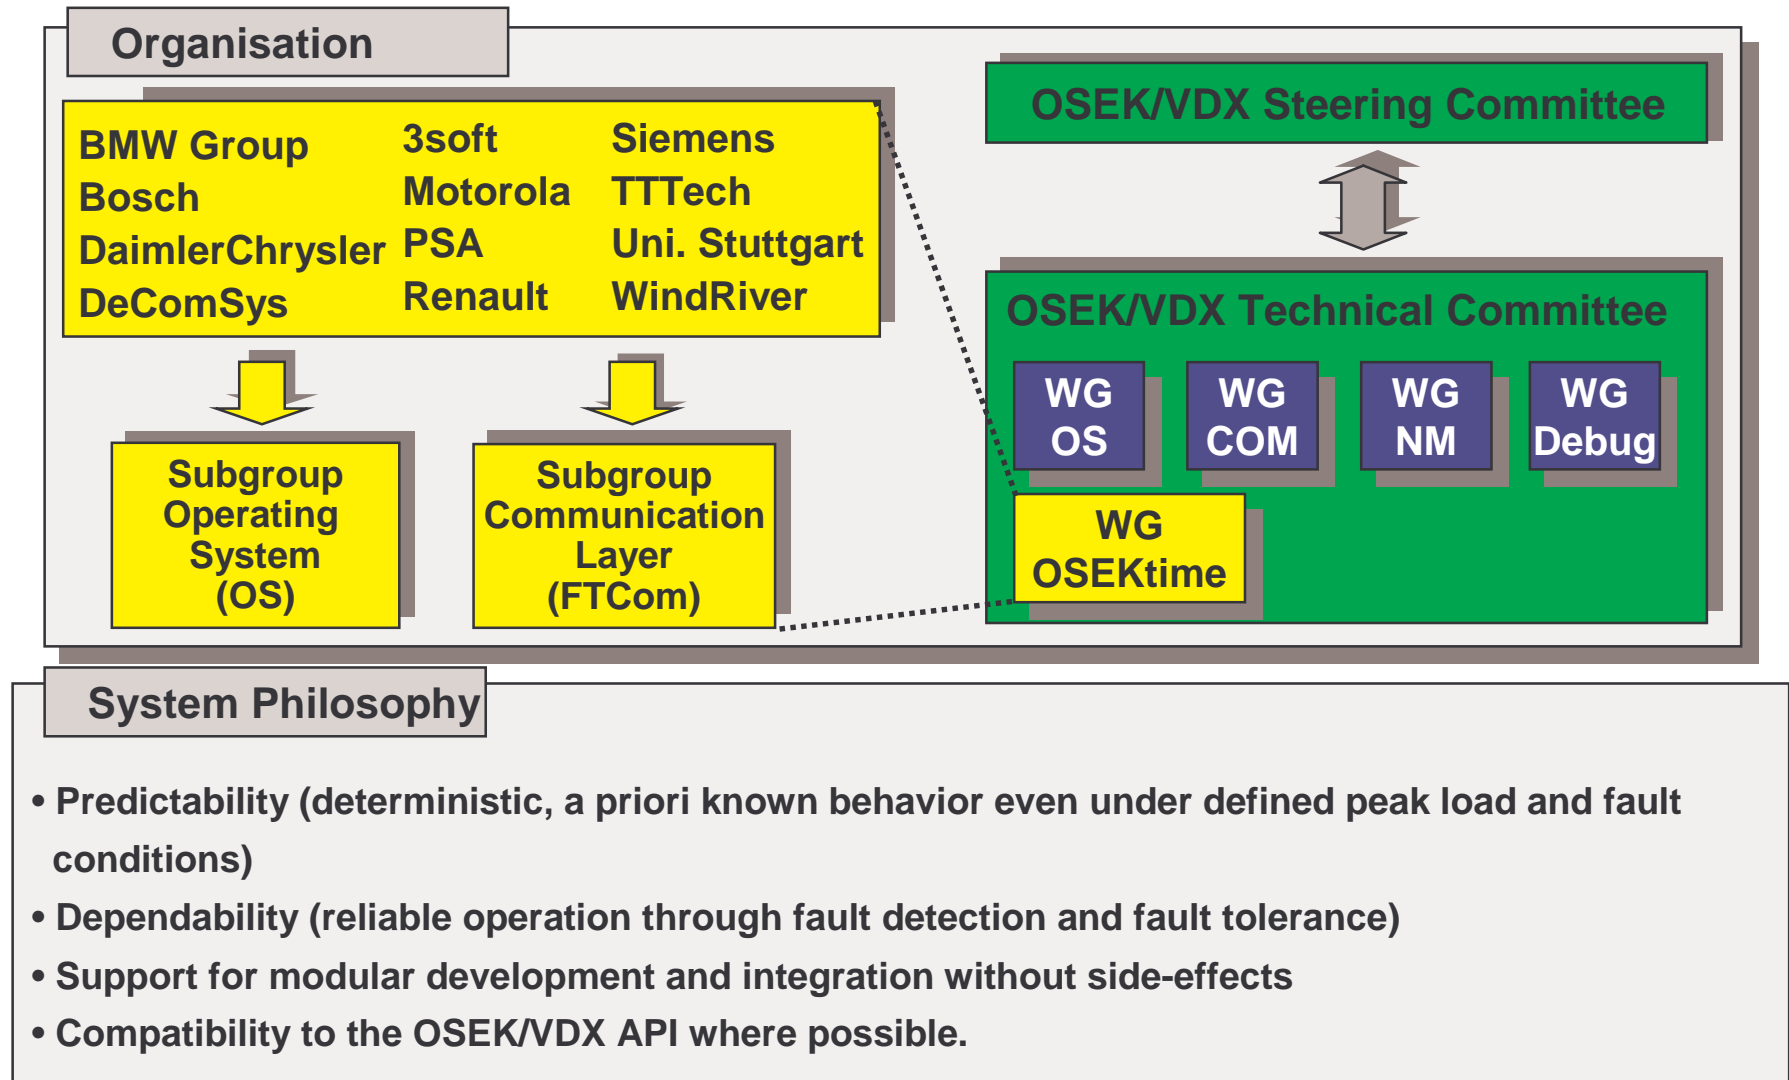 Organisation
BMW Group
Bosch
DaimlerChrysler
DeComSys
3soft
Motorola
PSA
Renault
Siemens
TTTech
Uni. Stuttgart
WindRiver
Subgroup
Operating
System
(OS)
Subgroup
Communication
Layer
(FTCom)
OSEK/VDX Steering Committee
OSEK/VDX Technical Committee
WG
OS
WG
COM
WG
NM
WG
Debug
WG
OSEKtime
System Philosophy
• Predictability (deterministic, a priori known behavior even under defined peak load and fault
conditions)
• Dependability (reliable operation through fault detection and fault tolerance)
• Support for modular development and integration without side-effects
• Compatibility to the OSEK/VDX API where possible.